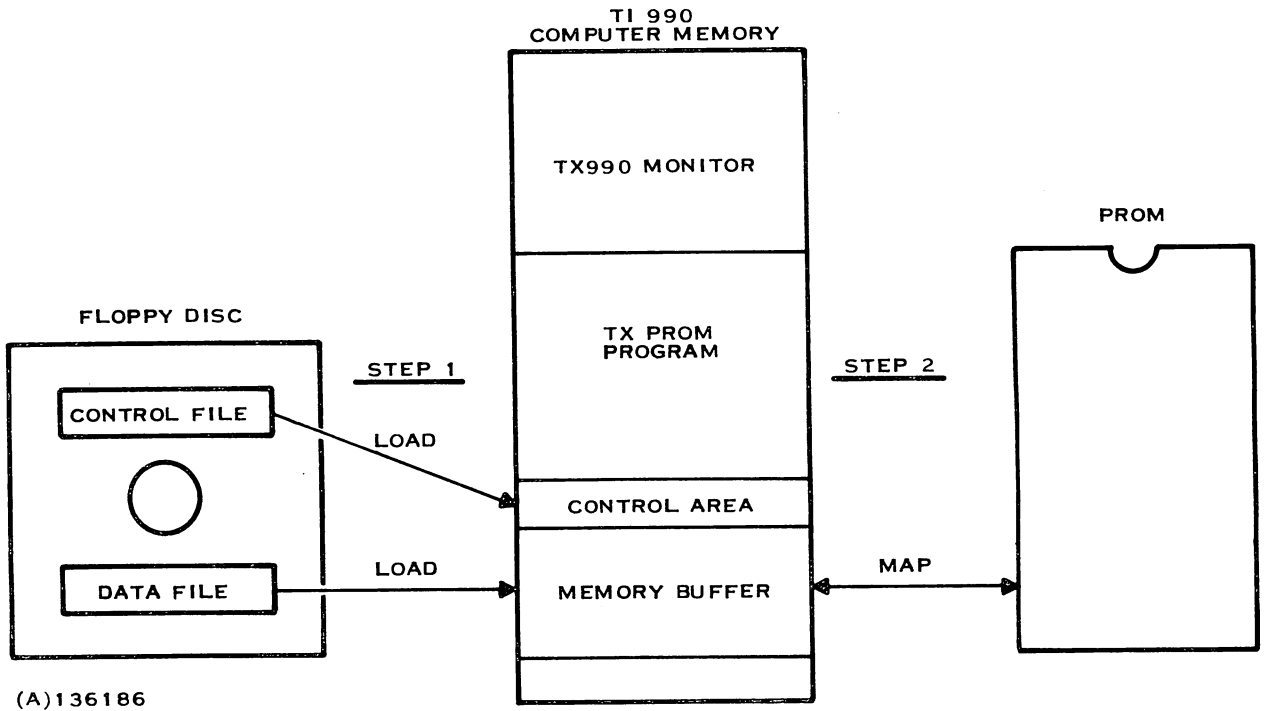 TI 990
COMPUTER MEMORY
TX990 MONITOR
PROM
FLOPPY DISC
TX PROM
PROGRAM
STEP 1
STEP 2
CONTROL FILE
LOAD
CONTROL AREA
LOAD
MAP
DATA FILE
MEMORY BUFFER
(A)136186